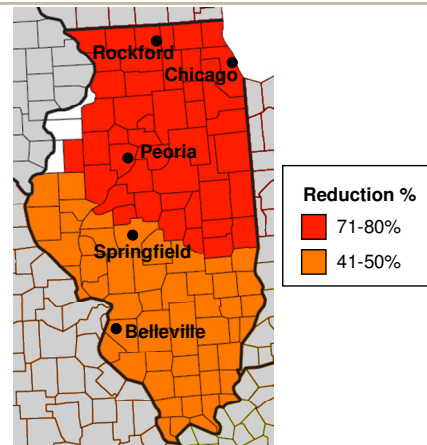 Rockford
Chicago
Peoria
Reduction %
71-80%
Springfield
41-50%
Belleville